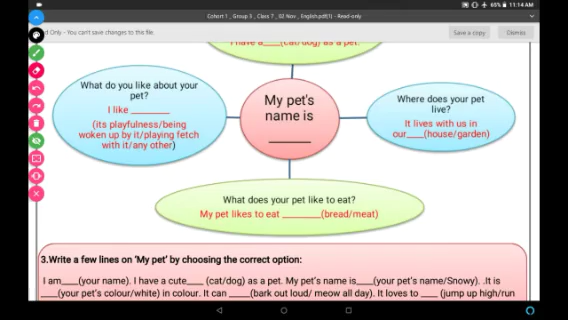 65% 11:14 AM
Cohort 1 , Group 3 , Class 7 , 02 Nov , English.pdf(1) - Read-only
d Only - You can't save changes to this file.
Save a copy
Dismiss
I have a____(cat/dog) as a pet.
What do you like about your
pet?
I like ________
(its playfulness/being
woken up by it/playing fetch
with it/any other)
My pet's
name is
______
Where does your pet
live?
It lives with us in
our____(house/garden)
What does your pet like to eat?
My pet likes to eat ________(bread/meat)
3.Write a few lines on 'My pet' by choosing the correct option:
I am____(your name). I have a cute____ (cat/dog) as a pet. My pet's name is____(your pet's name/Snowy). .It is
____(your pet's colour/white) in colour. It can _____(bark out loud/ meow all day). It loves to ____ (jump up high/run